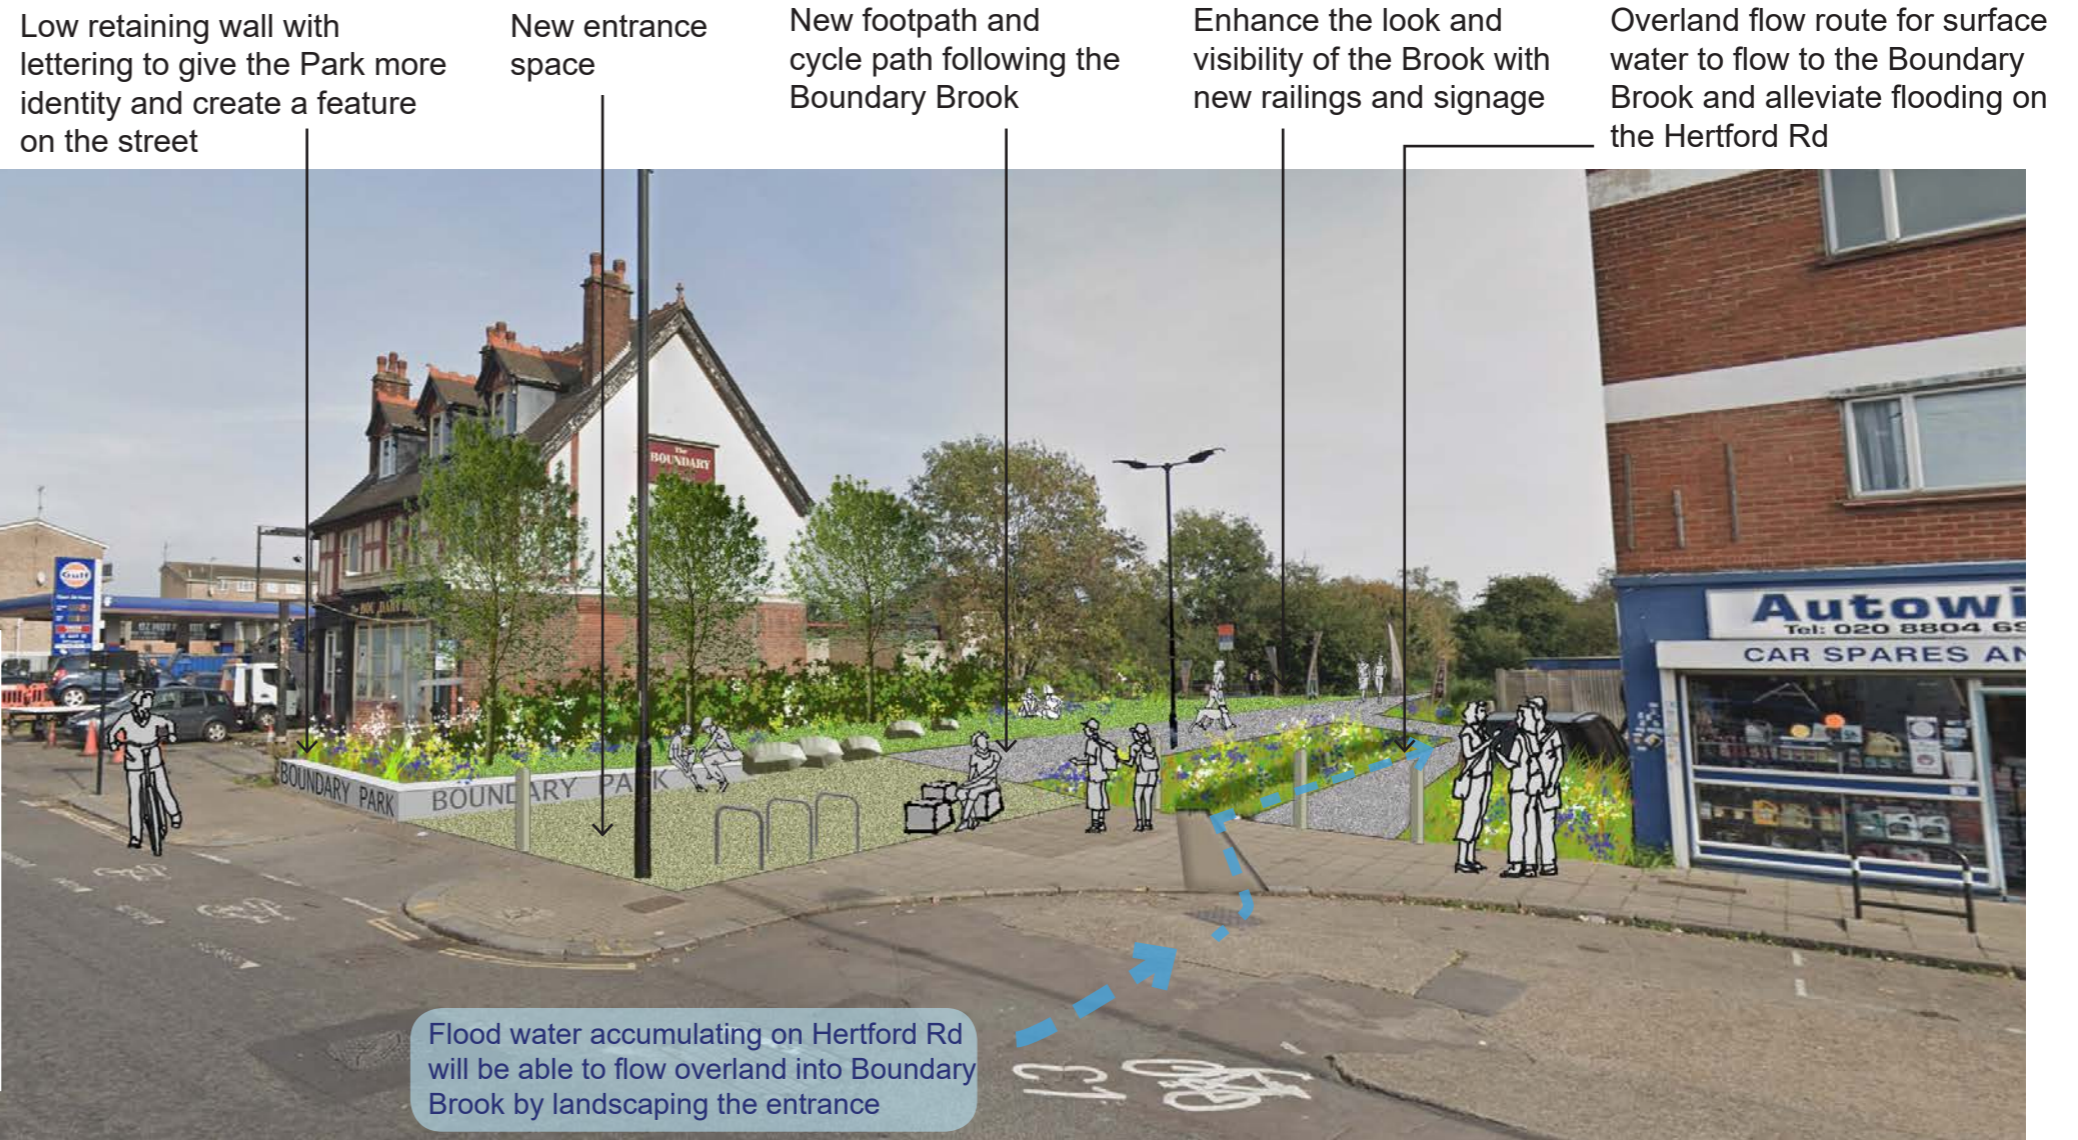 Low retaining wall with
lettering to give the Park more
identity and create a feature
on the street
New entrance
space
New footpath and
cycle path following the
Boundary Brook
Enhance the look and
visibility of the Brook with
new railings and signage
Overland flow route for surface
water to flow to the Boundary
Brook and alleviate flooding on
the Hertford Rd
The
BOUNDARY
Gulf
BOUNDARY PARK
BOUNDARY PARK
Autowi
Tel: 020 8804 69
CAR SPARES AN
Flood water accumulating on Hertford Rd
will be able to flow overland into Boundary
Brook by landscaping the entrance